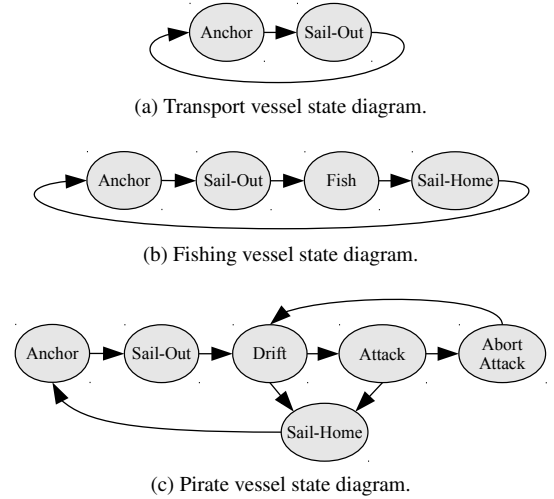 Anchor Sail-Out
(a) Transport vessel state diagram.
Anchor Sail-Out Fish Sail-Home
(b) Fishing vessel state diagram.
Anchor Sail-Out Drift Attack Abort
Attack
Sail-Home
(c) Pirate vessel state diagram.